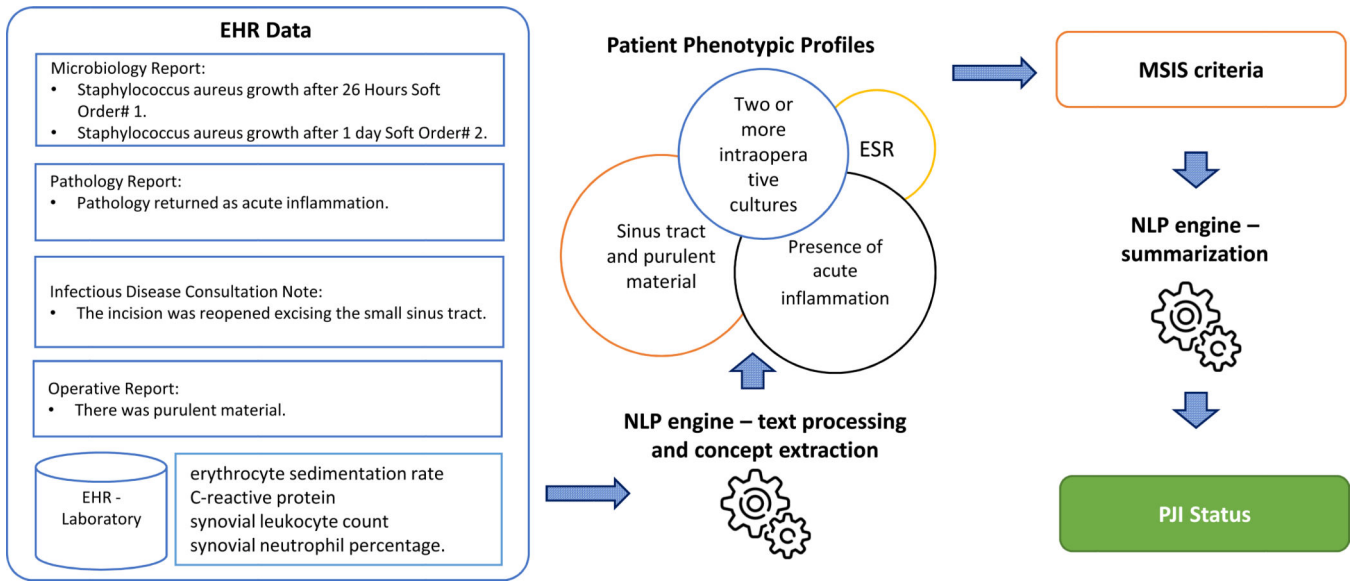 EHR Data
Microbiology Report:
• Staphylococcus aureus growth after 26 Hours Soft
Order# 1.
• Staphylococcus aureus growth after 1 day Soft Order# 2.
Pathology Report:
• Pathology returned as acute inflammation.
Infectious Disease Consultation Note:
• The incision was reopened excising the small sinus tract.
Operative Report:
• There was purulent material.
EHR -
Laboratory
erythrocyte sedimentation rate
C-reactive protein
synovial leukocyte count
synovial neutrophil percentage.
Patient Phenotypic Profiles
Two or
more
intraopera
tive
cultures
ESR
Sinus tract
and purulent
material
Presence of
acute
inflammation
NLP engine – text processing
and concept extraction
MSIS criteria
NLP engine –
summarization
PJI Status